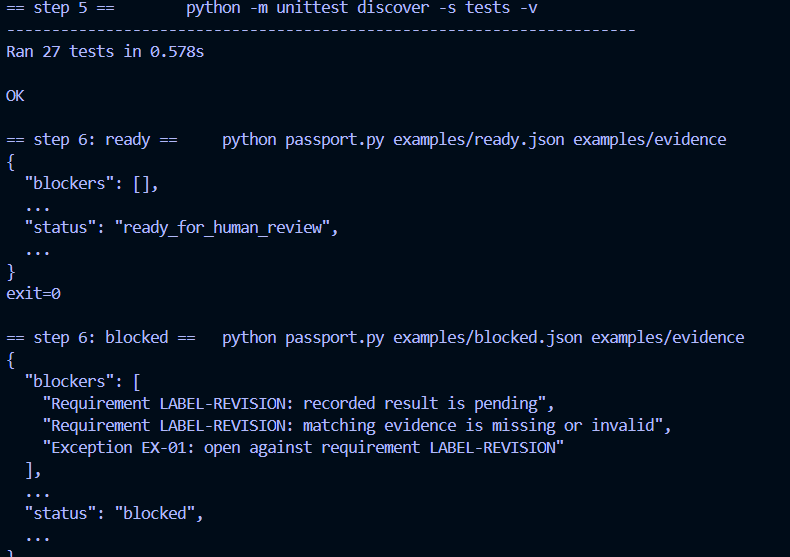 == step 5 ==        python -m unittest discover -s tests -v
----------------------------------------------------------------------
Ran 27 tests in 0.578s

OK

== step 6: ready ==     python passport.py examples/ready.json examples/evidence
{
  "blockers": [],
  ...
  "status": "ready_for_human_review",
  ...
}
exit=0

== step 6: blocked ==   python passport.py examples/blocked.json examples/evidence
{
  "blockers": [
    "Requirement LABEL-REVISION: recorded result is pending",
    "Requirement LABEL-REVISION: matching evidence is missing or invalid",
    "Exception EX-01: open against requirement LABEL-REVISION"
  ],
  ...
  "status": "blocked",
  ...
}